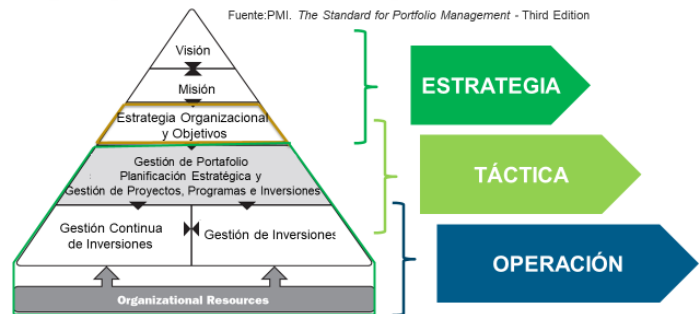 Fuente:PMI. The Standard for Portfolio Management - Third Edition
Visión
Misión
Estrategia Organizacional
y Objetivos
Gestión de Portafolio
Planificación Estratégica y
Gestión de Proyectos, Programas e Inversiones
Gestión Continua
de Inversiones
Gestión de Inversiones
Organizational Resources
ESTRATEGIA
TÁCTICA
OPERACIÓN